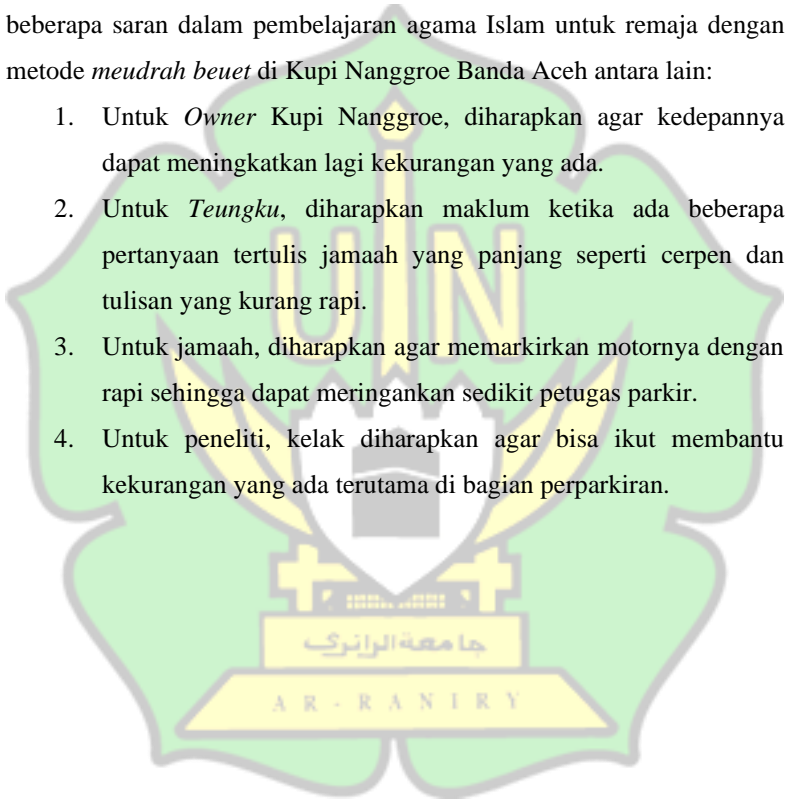 beberapa saran dalam pembelajaran agama Islam untuk remaja dengan
metode meudrah beuet di Kupi Nanggroe Banda Aceh antara lain:
1. Untuk Owner Kupi Nanggroe, diharapkan agar kedepannya
dapat meningkatkan lagi kekurangan yang ada.
2. Untuk Teungku, diharapkan maklum ketika ada beberapa
pertanyaan tertulis jamaah yang panjang seperti cerpen dan
tulisan yang kurang rapi.
3. Untuk jamaah, diharapkan agar memarkirkan motornya dengan
rapi sehingga dapat meringankan sedikit petugas parkir.
4. Untuk peneliti, kelak diharapkan agar bisa ikut membantu
kekurangan yang ada terutama di bagian perparkiran.
UIN
جامعةالرانري
AR-RANIRY